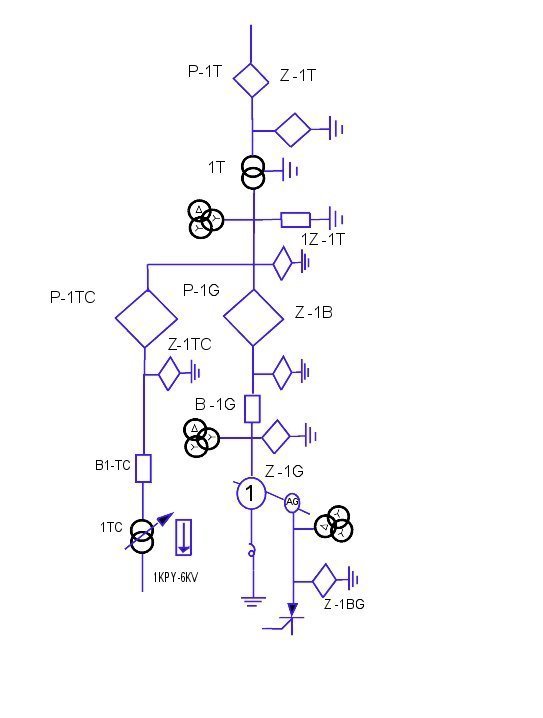 P-1T
Z-1T
1T
1Z-1T
P-1G
P-1TC
Z-1B
Z-1TC
B-1G
B1-TC
Z-1G
1
AG
1TC
1KPY-6KV
Z-1BG